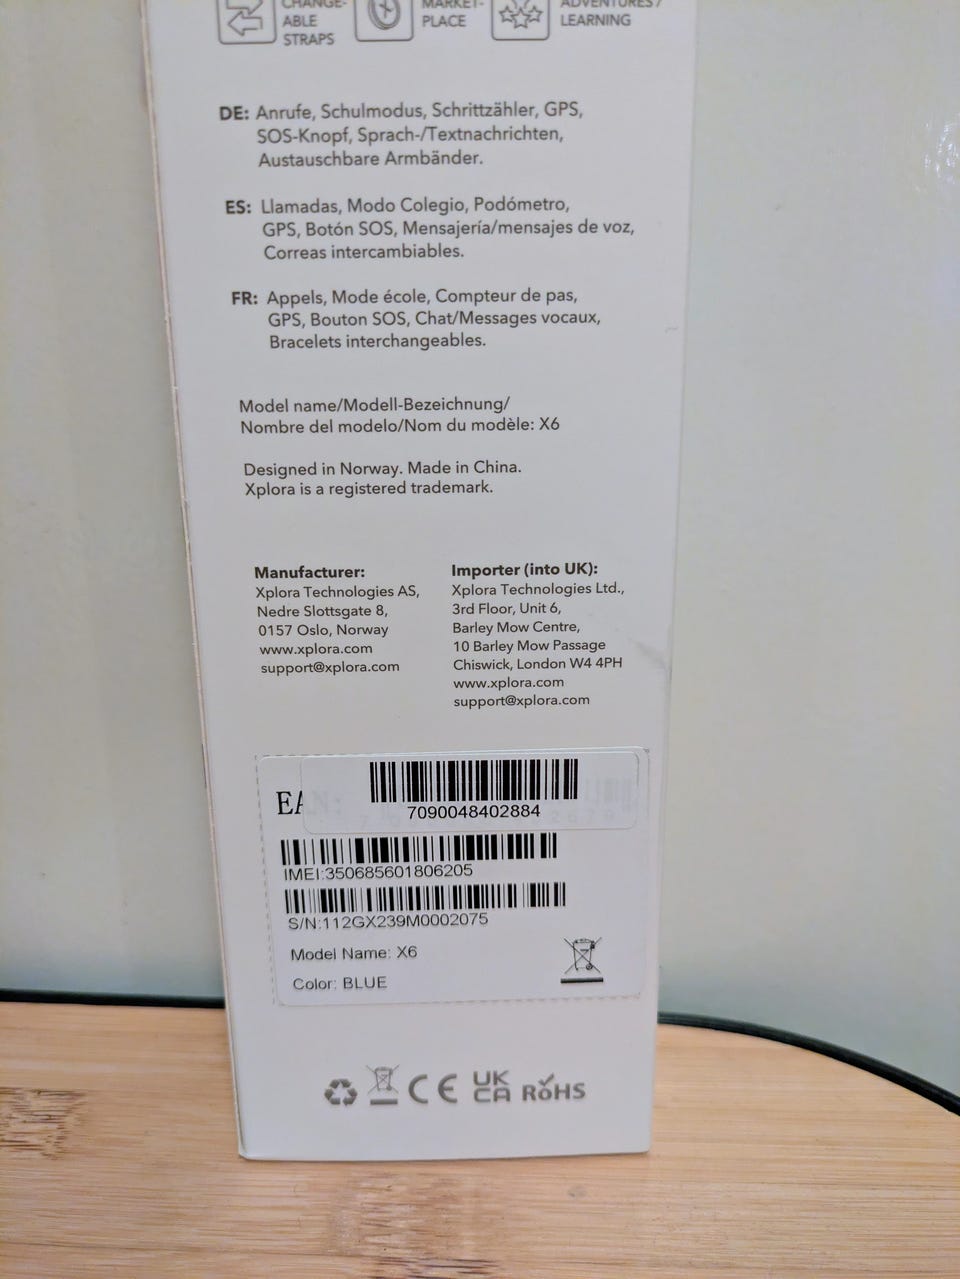 CHANGE-
ABLE
STRAPS
MARKET-
PLACE
ADVENTURES/
LEARNING
DE: Anrufe, Schulmodus, Schrittzähler, GPS,
SOS-Knopf, Sprach-/Textnachrichten,
Austauschbare Armbänder.
ES: Llamadas, Modo Colegio, Podómetro,
GPS, Botón SOS, Mensajería/mensajes de voz,
Correas intercambiables.
FR: Appels, Mode école, Compteur de pas,
GPS, Bouton SOS, Chat/Messages vocaux,
Bracelets interchangeables.
Model name/Modell-Bezeichnung/
Nombre del modelo/Nom du modèle: X6
Designed in Norway. Made in China.
Xplora is a registered trademark.
Manufacturer:
Xplora Technologies AS,
Nedre Slottsgate 8,
0157 Oslo, Norway
www.xplora.com
support@xplora.com
Importer (into UK):
Xplora Technologies Ltd.,
3rd Floor, Unit 6,
Barley Mow Centre,
10 Barley Mow Passage
Chiswick, London W4 4PH
www.xplora.com
support@xplora.com
EAN:
7090048402884
IMEI:350685601806205
S/N:112GX239M0002075
Model Name: X6
Color: BLUE
CE UK
CA RoHS